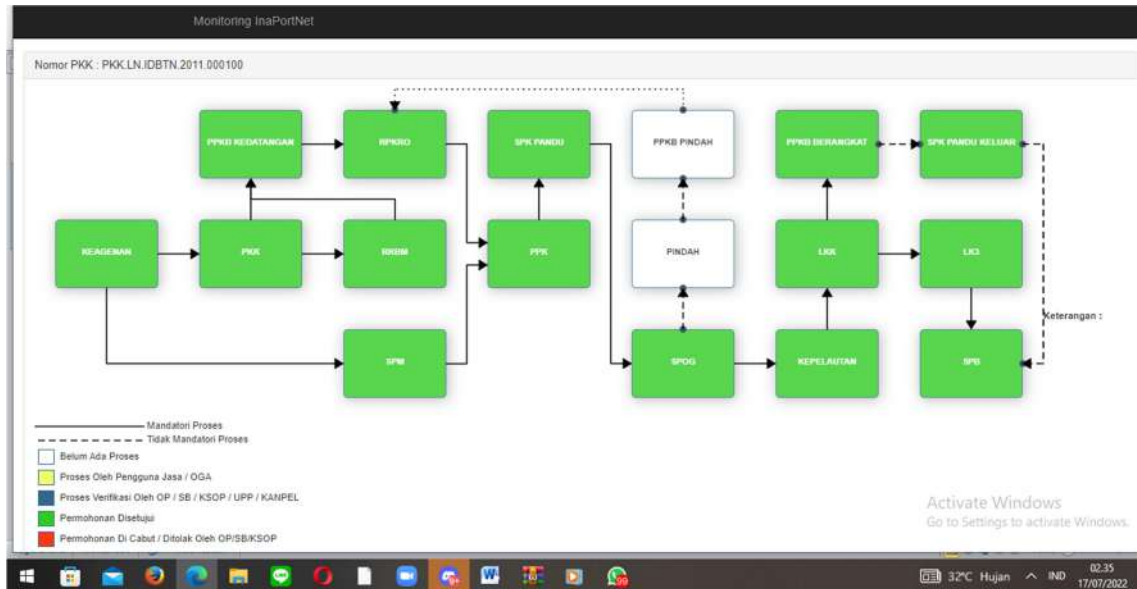 Monitoring InaPortNet
Nomor PKK : PKK.LN.IDBTN.2011.000100
PPKB KEDATANGAN
RPKRO
SPK PANDU
PPKB PINDAH
PPKB BERANGKAT
SPK PANDU KELUAR
KEAGENAN
PKK
RKBM
PPK
PINDAH
LKK
LK3
Keterangan :
SPM
SPOG
KEPELAUTAN
SPB
Mandatori Proses
Tidak Mandatori Proses
Belum Ada Proses
Proses Oleh Pengguna Jasa / OGA
Proses Verifikasi Oleh OP / SB / KSOP / UPP / KANPEL
Permohonan Disetujui
Permohonan Di Cabut / Ditolak Oleh OP/SB/KSOP
Activate Windows
Go to Settings to activate Windows.
32°C Hujan
IND
02.35
17/07/2022